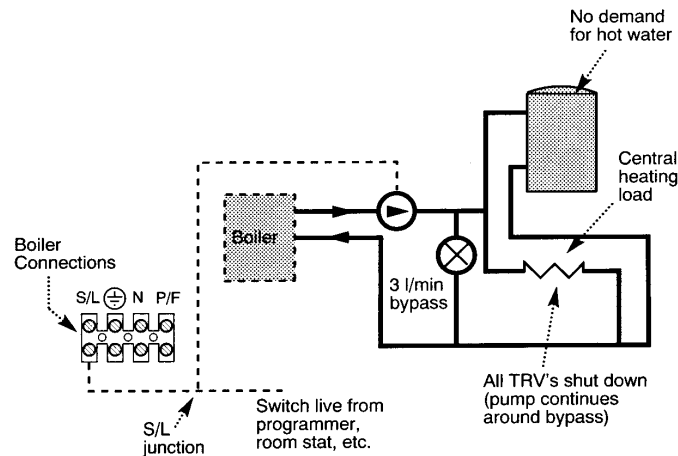 No demand
for hot water
Central
heating
load
Boiler
Boiler
Connections
S/L N P/F
3 l/min
bypass
All TRV's shut down
(pump continues
around bypass)
Switch live from
programmer,
room stat, etc.
S/L
junction